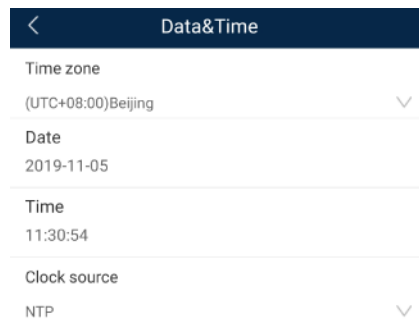 Data&Time
Time zone
(UTC+08:00)Beijing
Date
2019-11-05
Time
11:30:54
Clock source
NTP